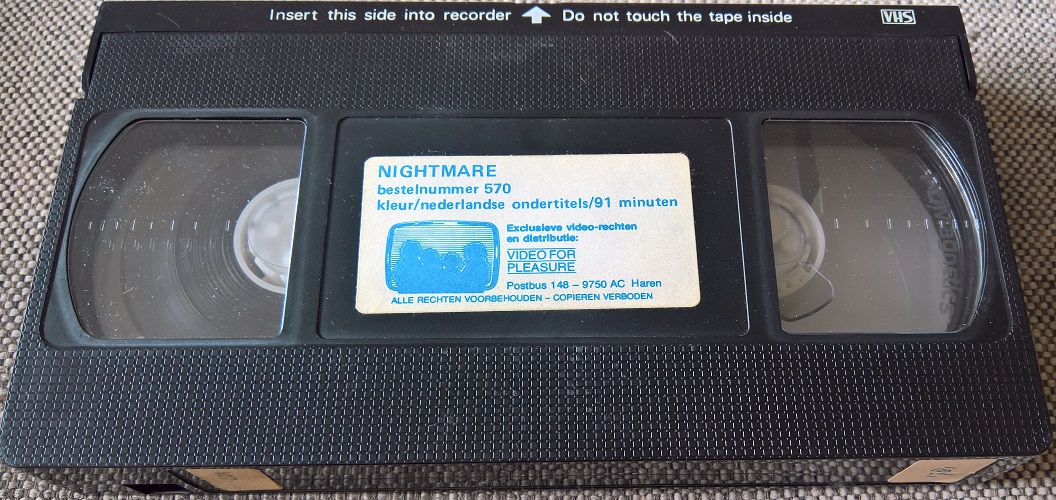 Insert this side into recorder Do not touch the tape inside VHS
NIGHTMARE
bestelnummer 570
kleur/nederlandse ondertitels/91 minuten
Exclusieve video-rechten
en distributie:
VIDEO FOR
PLEASURE
Postbus 148 – 9750 AC Haren
ALLE RECHTEN VOORBEHOUDEN – COPIEREN VERBODEN